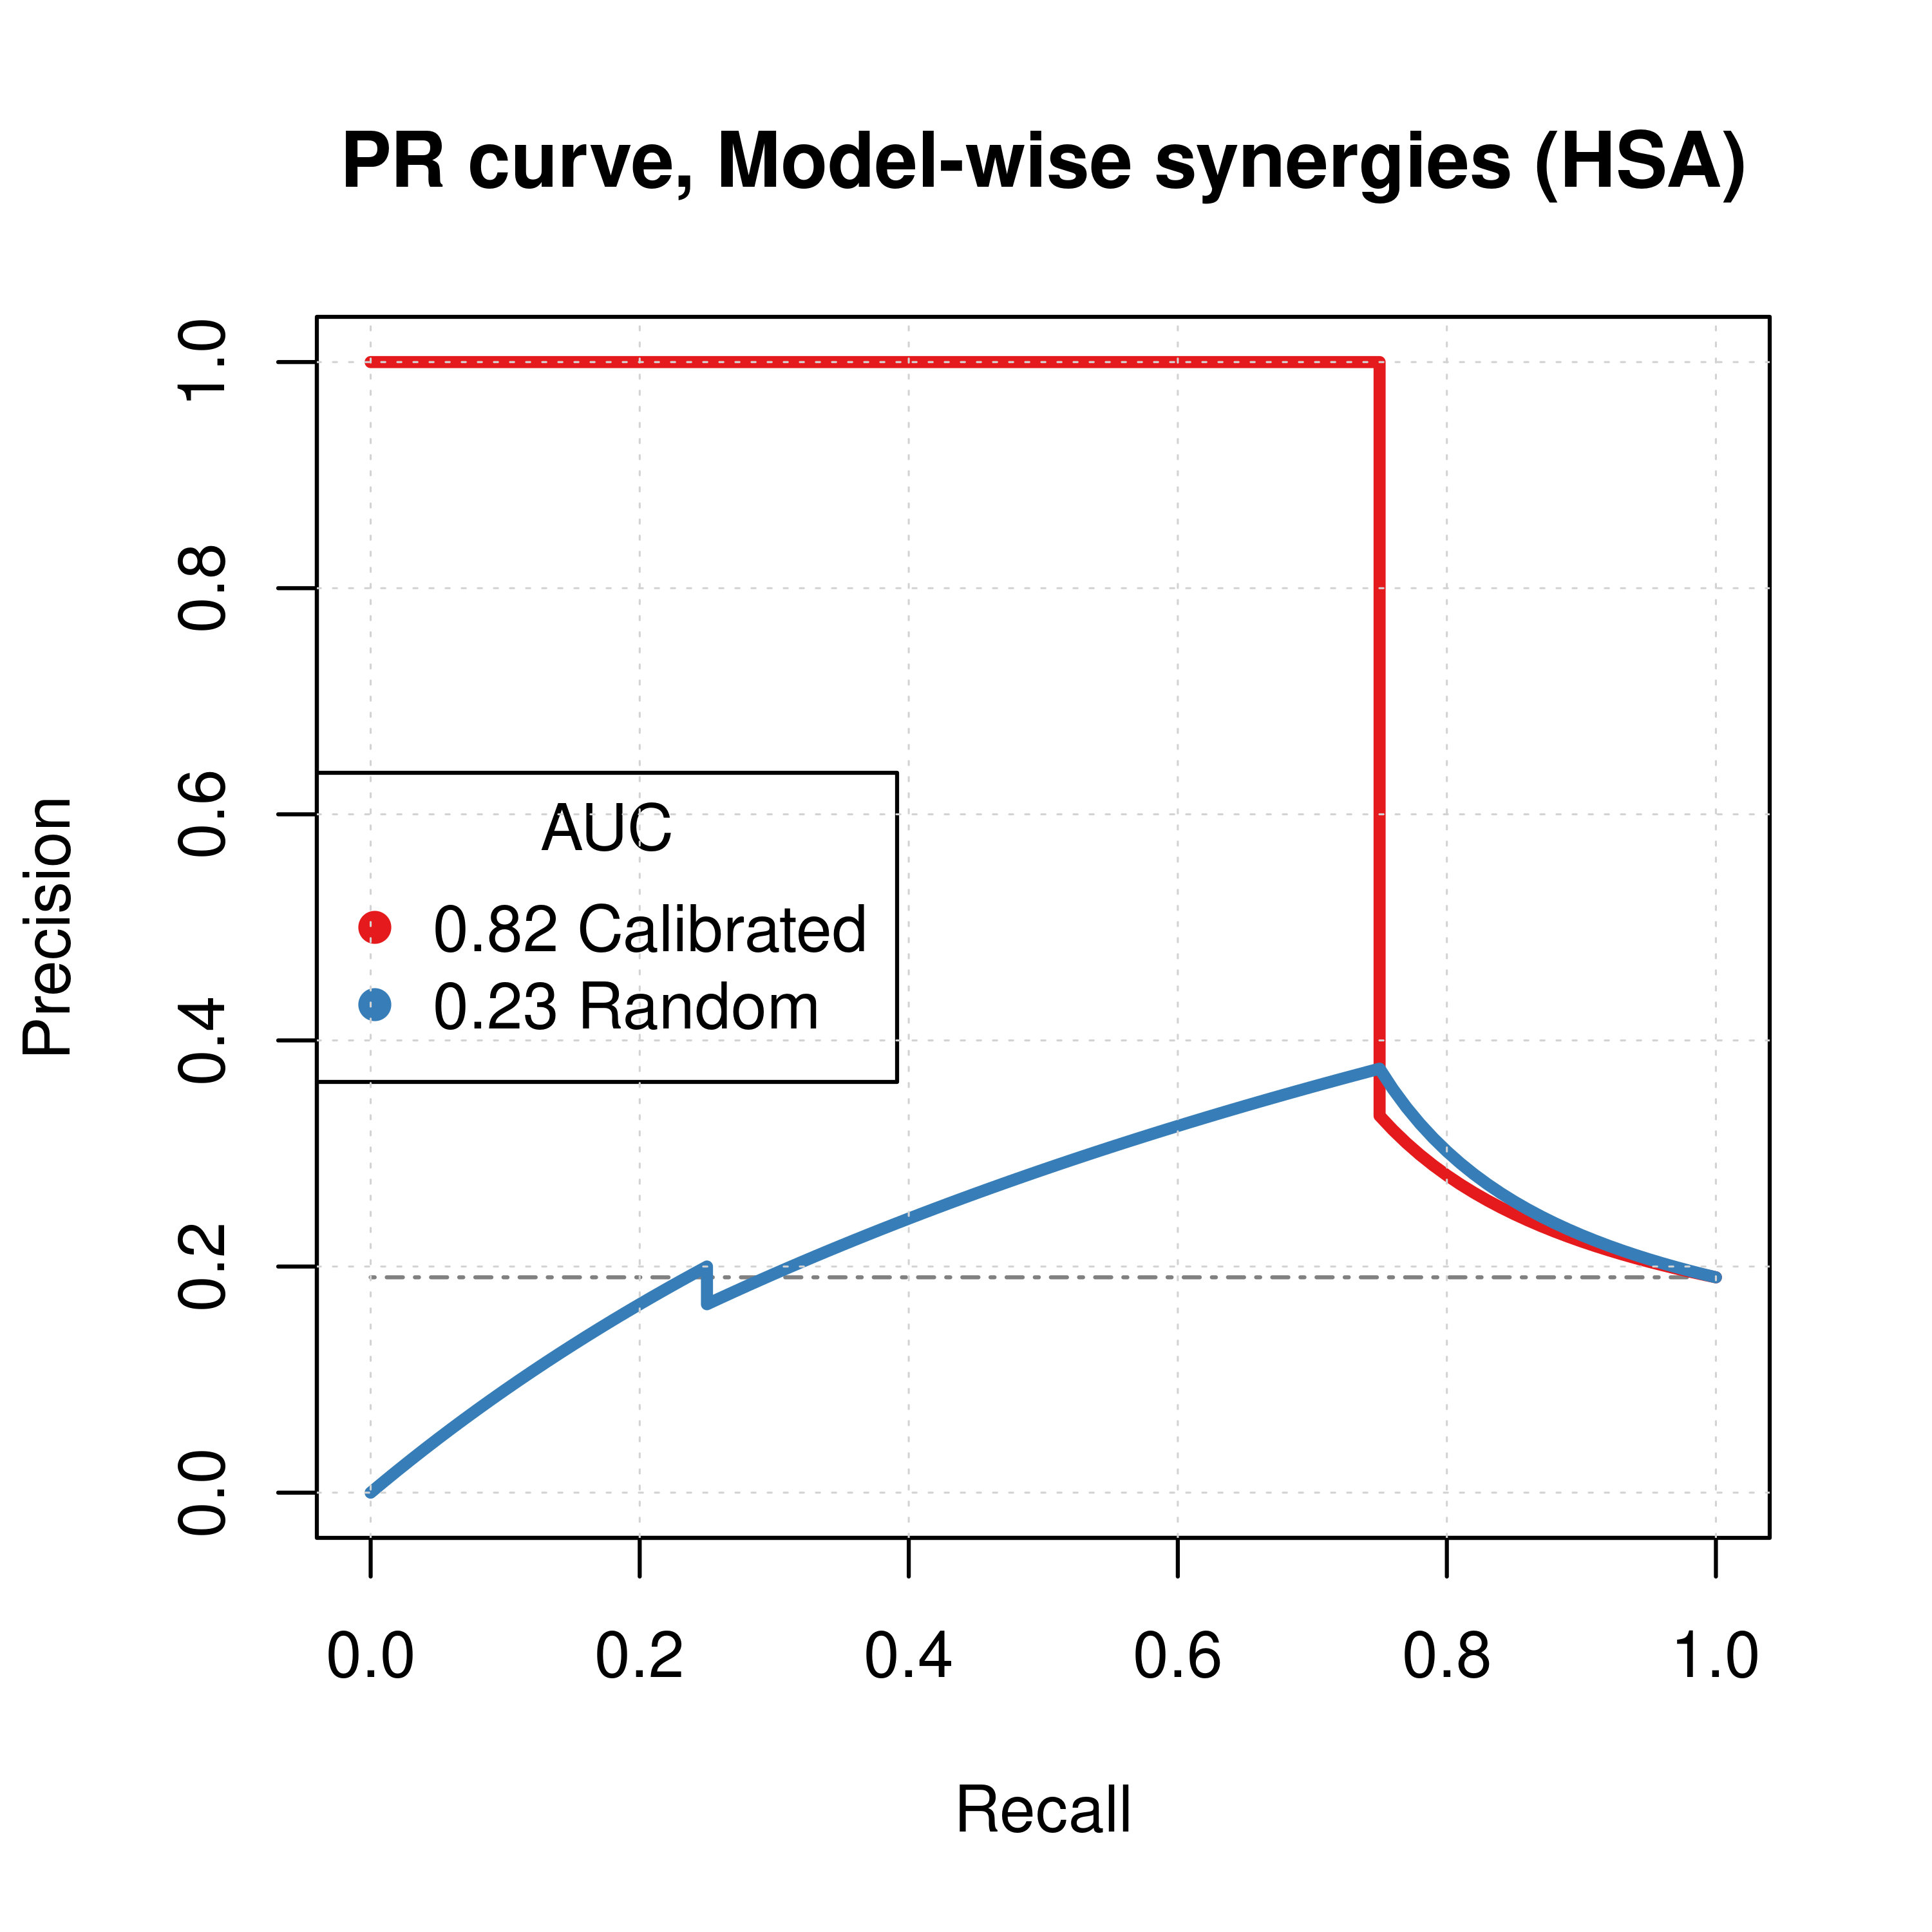 PR curve, Model-wise synergies (HSA)
1.0
0.8
0.6
0.4
0.2
0.0
Precision
AUC
0.82 Calibrated
0.23 Random
0.0 0.2 0.4 0.6 0.8 1.0
Recall